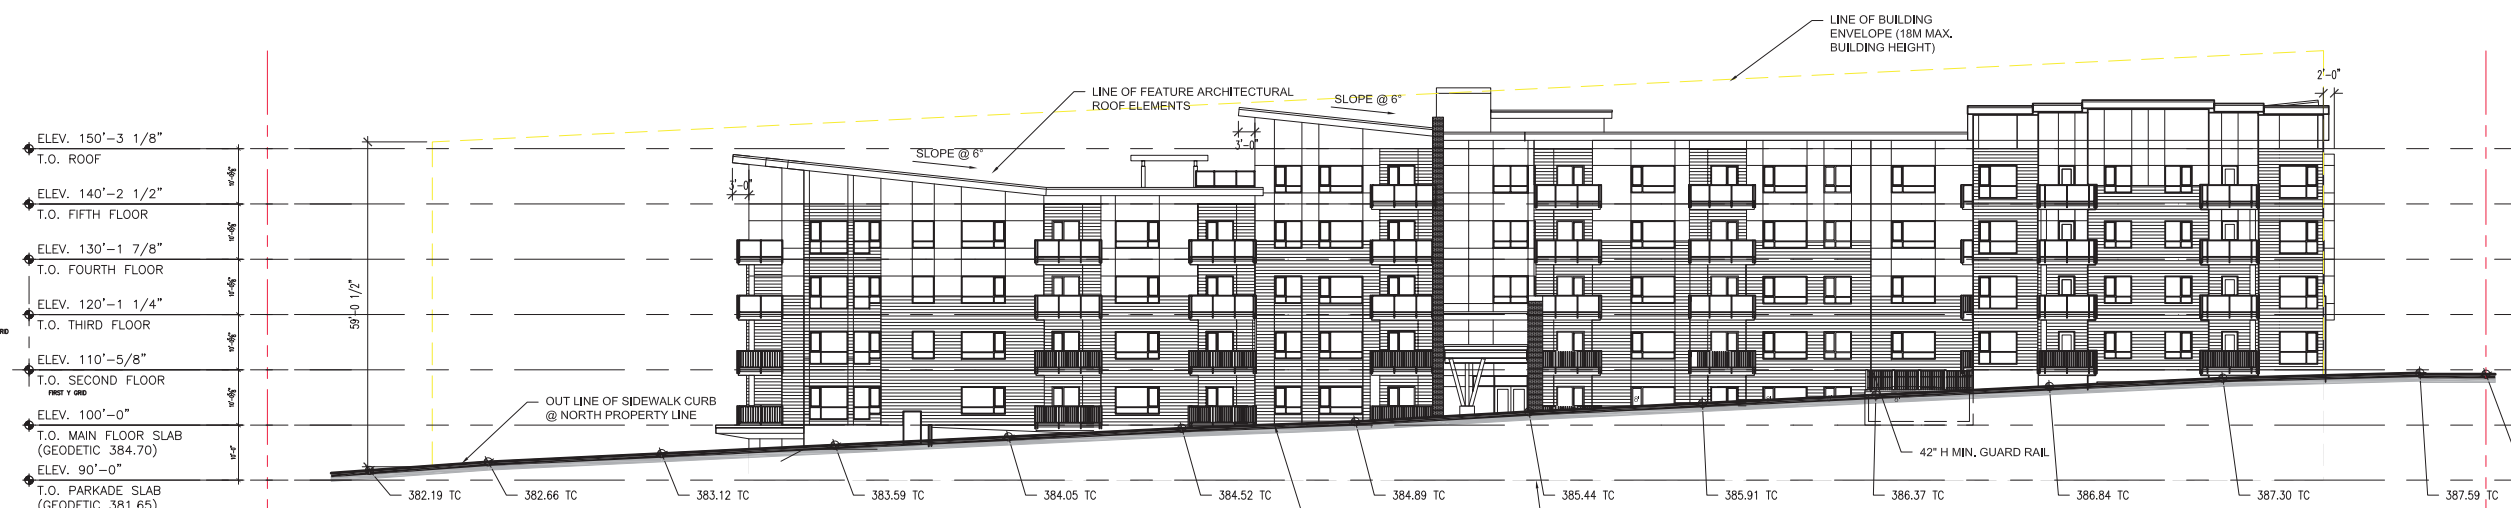 LINE OF BUILDING
ENVELOPE (18M MAX.
BUILDING HEIGHT)
2'-0"
LINE OF FEATURE ARCHITECTURAL
ROOF ELEMENTS
SLOPE @ 6°
SLOPE @ 6°
3'-0"
3'-0"
ELEV. 150'-3 1/8"
T.O. ROOF
ELEV. 140'-2 1/2"
T.O. FIFTH FLOOR
ELEV. 130'-1 7/8"
T.O. FOURTH FLOOR
ELEV. 120'-1 1/4"
T.O. THIRD FLOOR
ELEV. 110'-5/8"
T.O. SECOND FLOOR
FIRST Y GRID
ELEV. 100'-0"
T.O. MAIN FLOOR SLAB
(GEODETIC 384.70)
ELEV. 90'-0"
T.O. PARKADE SLAB
(GEODETIC 381.65)
59'-0 1/2"
OUT LINE OF SIDEWALK CURB
@ NORTH PROPERTY LINE
42" H MIN. GUARD RAIL
382.19 TC
382.66 TC
383.12 TC
383.59 TC
384.05 TC
384.52 TC
384.89 TC
385.44 TC
385.91 TC
386.37 TC
386.84 TC
387.30 TC
387.59 TC